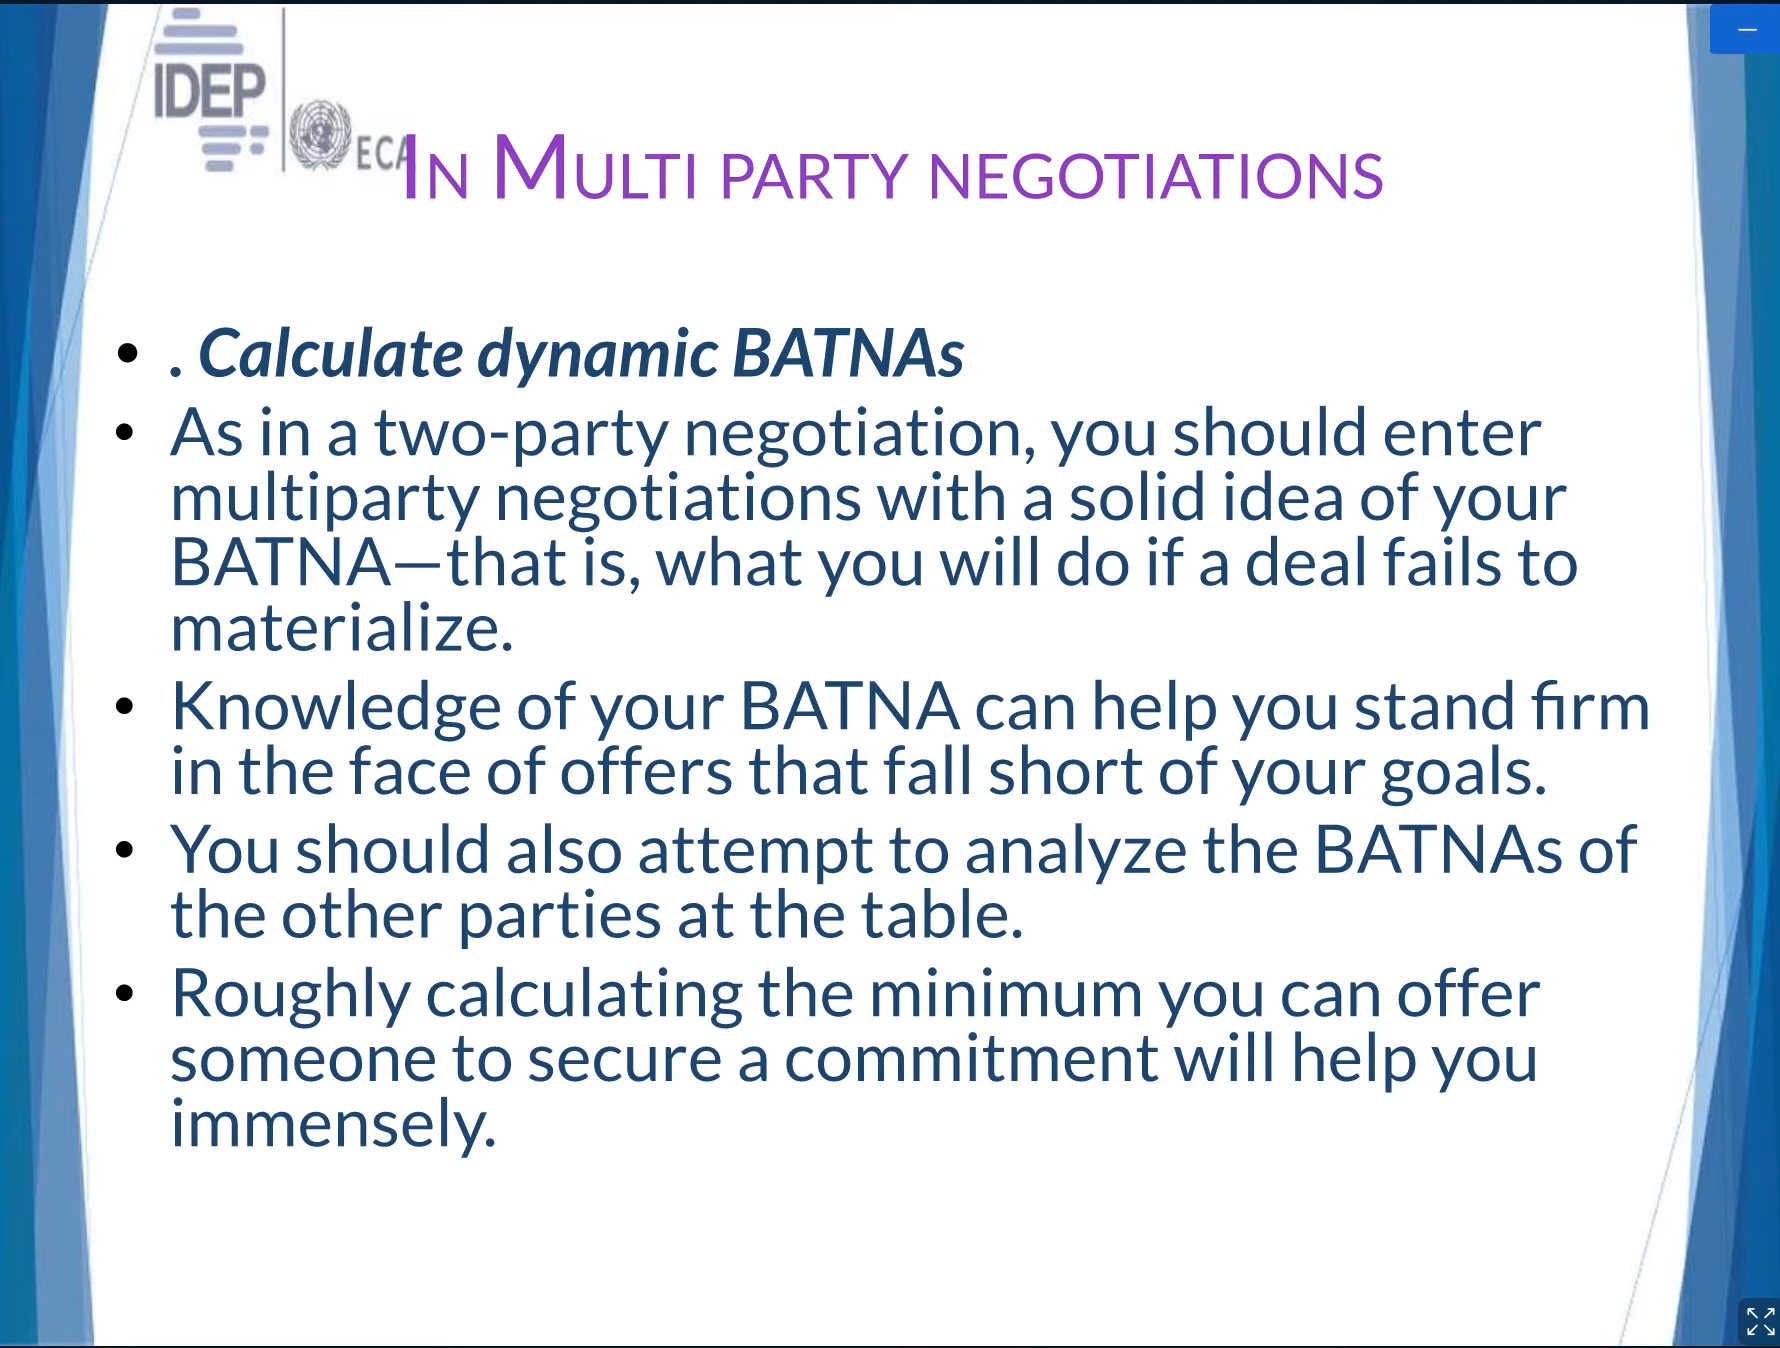 IDEP
ECA
In Multi party negotiations
• . Calculate dynamic BATNAs
• As in a two-party negotiation, you should enter
multiparty negotiations with a solid idea of your
BATNA—that is, what you will do if a deal fails to
materialize.
• Knowledge of your BATNA can help you stand firm
in the face of offers that fall short of your goals.
• You should also attempt to analyze the BATNAs of
the other parties at the table.
• Roughly calculating the minimum you can offer
someone to secure a commitment will help you
immensely.